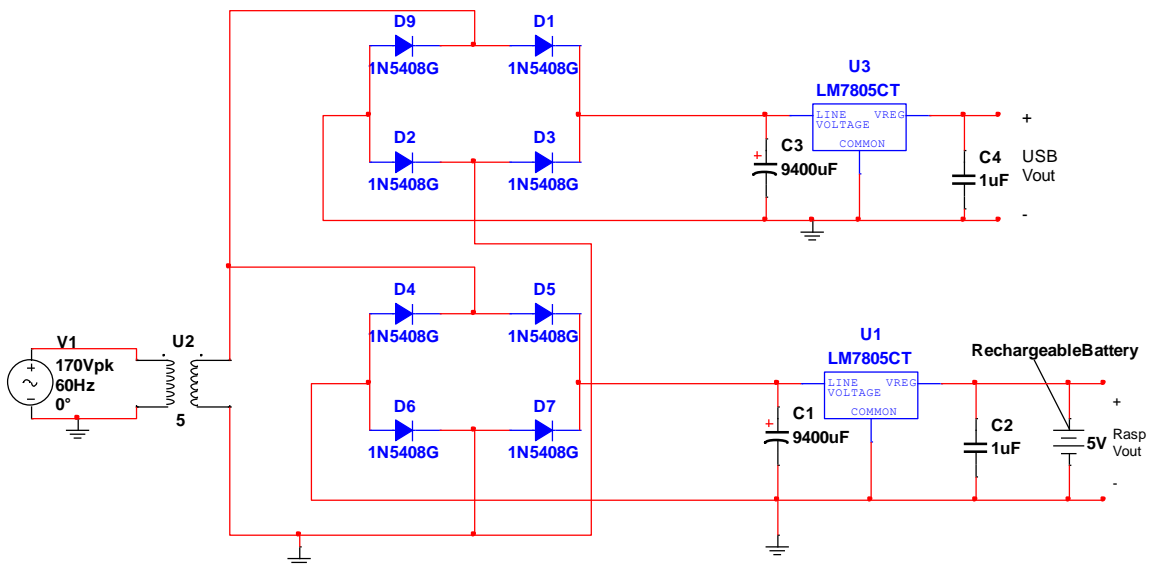 D9
1N5408G
D1
1N5408G
D2
1N5408G
D3
1N5408G
U3
LM7805CT
LINE VREG
VOLTAGE
COMMON
+
C3
9400uF
C4
1uF
+
USB
Vout
-
D4
1N5408G
D5
1N5408G
D6
1N5408G
D7
1N5408G
V1
170Vpk
60Hz
0°
U2
5
U1
LM7805CT
LINE VREG
VOLTAGE
COMMON
+
C1
9400uF
C2
1uF
RechargeableBattery
5V
+
Rasp
Vout
-